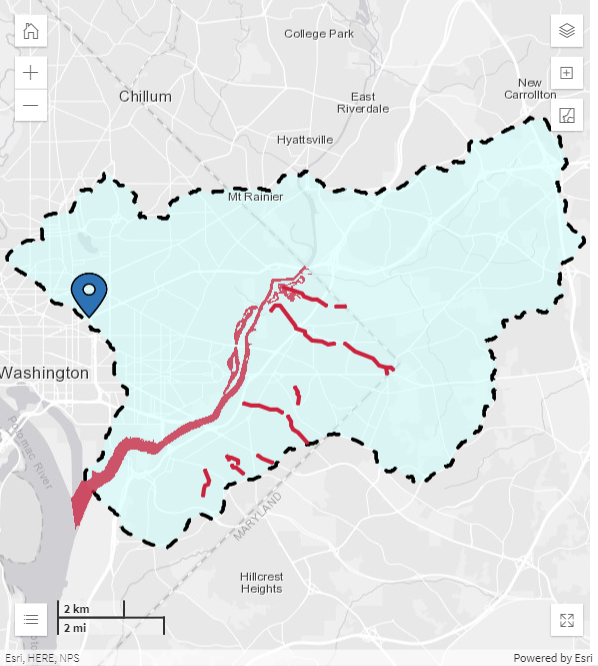 College Park
New
Carrollton
Chillum
East
Riverdale
Hyattsville
Mt Rainier
Washington
Potomac River
MARYLAND
Hillcrest
Heights
2 km
2 mi
Esri, HERE, NPS
Powered by Esri